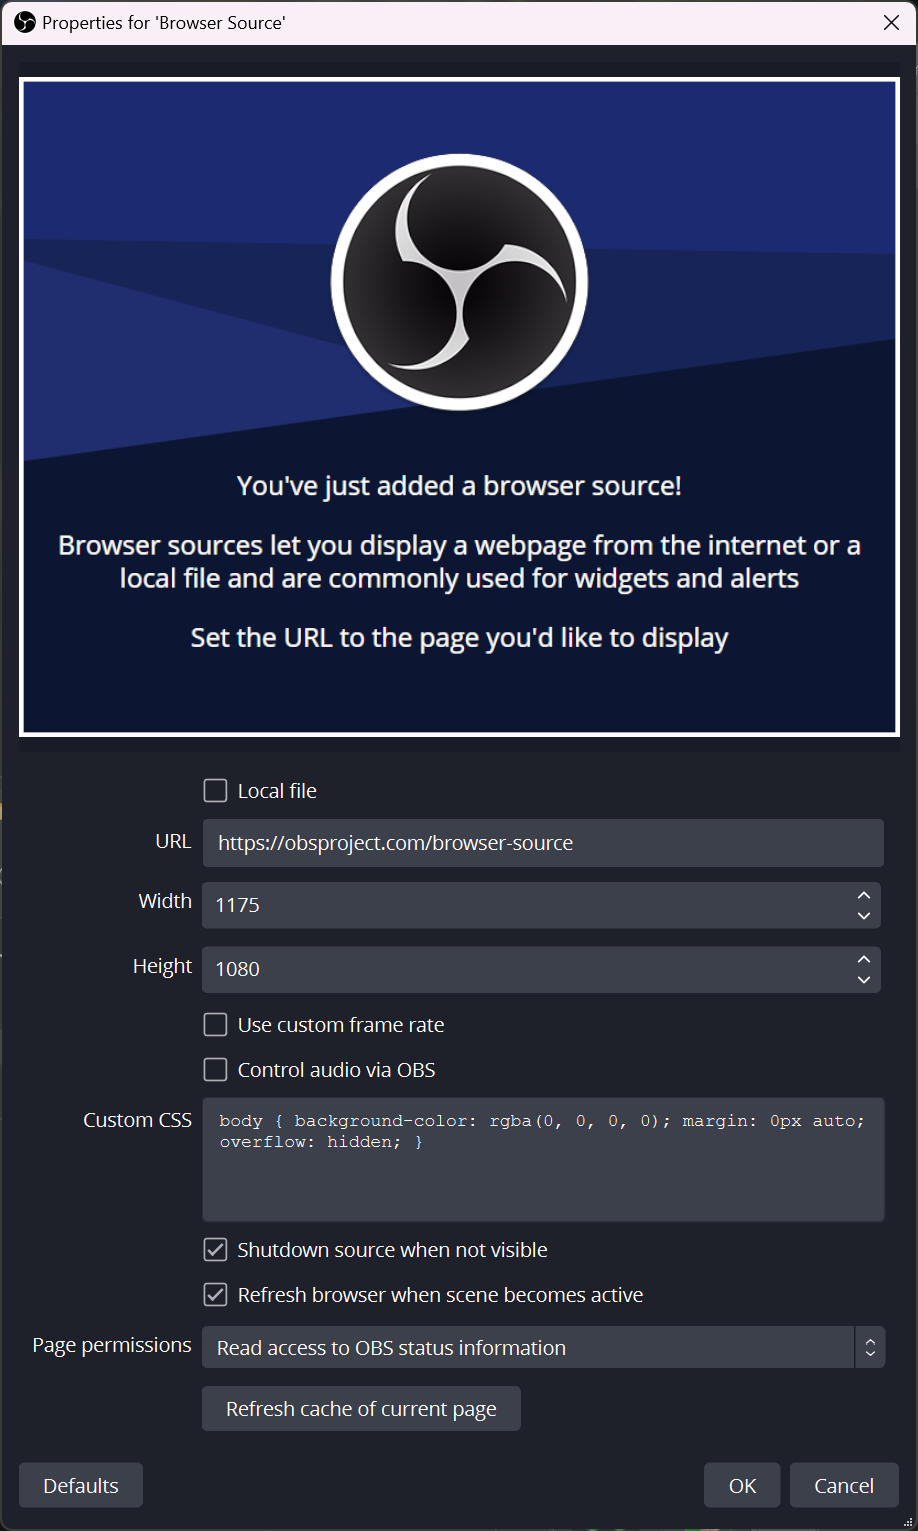 Properties for 'Browser Source'
You've just added a browser source!
Browser sources let you display a webpage from the internet or a
local file and are commonly used for widgets and alerts
Set the URL to the page you'd like to display
Local file
URL
https://obsproject.com/browser-source
Width
1175
Height
1080
Use custom frame rate
Control audio via OBS
Custom CSS
body { background-color: rgba(0, 0, 0, 0); margin: 0px auto;
overflow: hidden; }
Shutdown source when not visible
Refresh browser when scene becomes active
Page permissions
Read access to OBS status information
Refresh cache of current page
Defaults
OK
Cancel